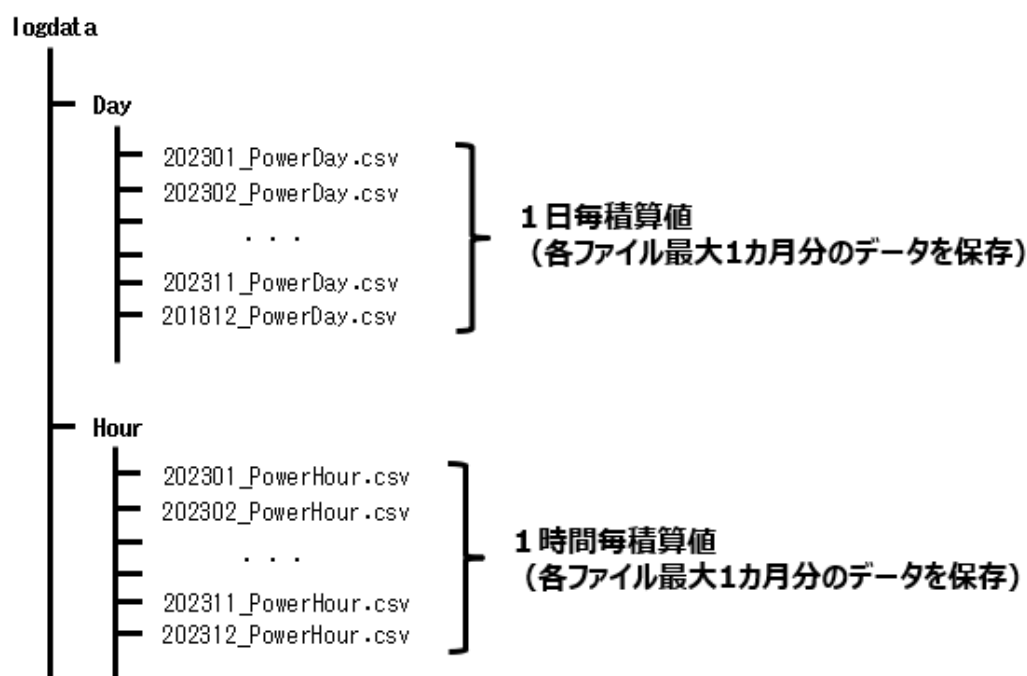 logdata
Day
202301_PowerDay.csv
202302_PowerDay.csv
・・・
202311_PowerDay.csv
201812_PowerDay.csv
１日毎積算値
（各ファイル最大1カ月分のデータを保存）
Hour
202301_PowerHour.csv
202302_PowerHour.csv
・・・
202311_PowerHour.csv
202312_PowerHour.csv
１時間毎積算値
（各ファイル最大1カ月分のデータを保存）